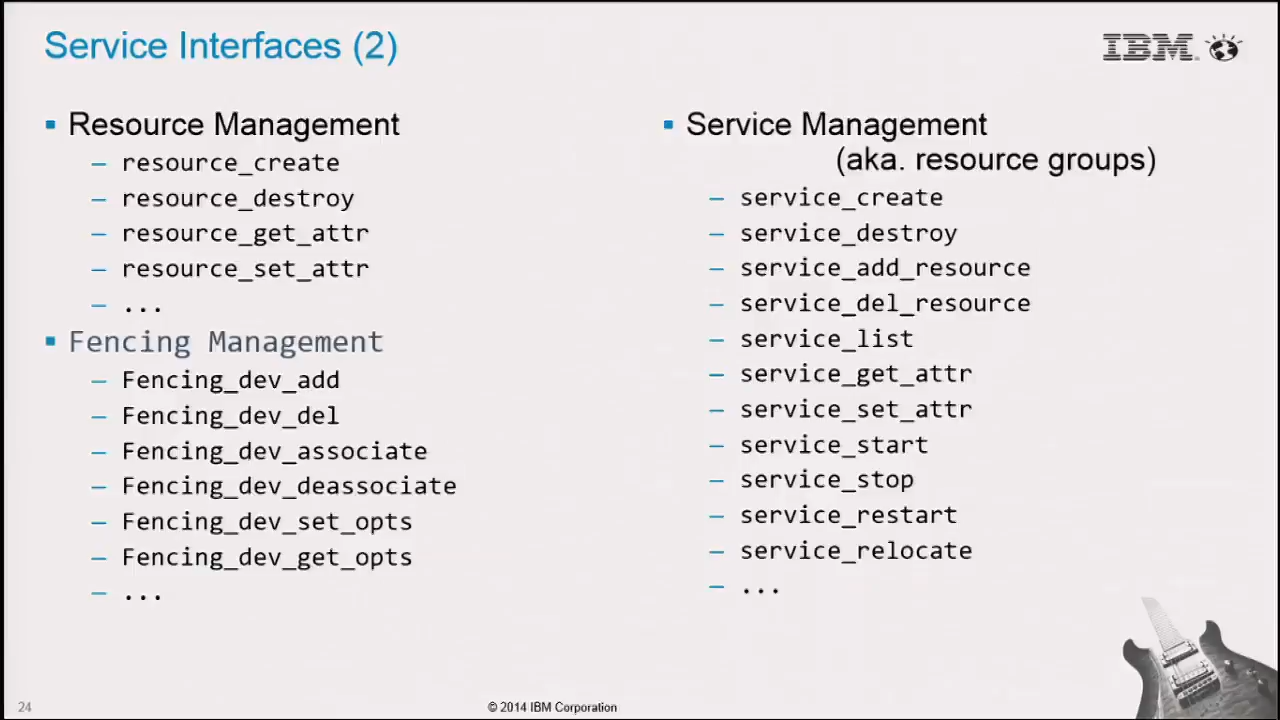 Service Interfaces (2)
IBM
▪ Resource Management
– resource_create
– resource_destroy
– resource_get_attr
– resource_set_attr
– ...
▪ Fencing Management
– Fencing_dev_add
– Fencing_dev_del
– Fencing_dev_associate
– Fencing_dev_deassociate
– Fencing_dev_set_opts
– Fencing_dev_get_opts
– ...
▪ Service Management
(aka. resource groups)
– service_create
– service_destroy
– service_add_resource
– service_del_resource
– service_list
– service_get_attr
– service_set_attr
– service_start
– service_stop
– service_restart
– service_relocate
– ...
24
© 2014 IBM Corporation